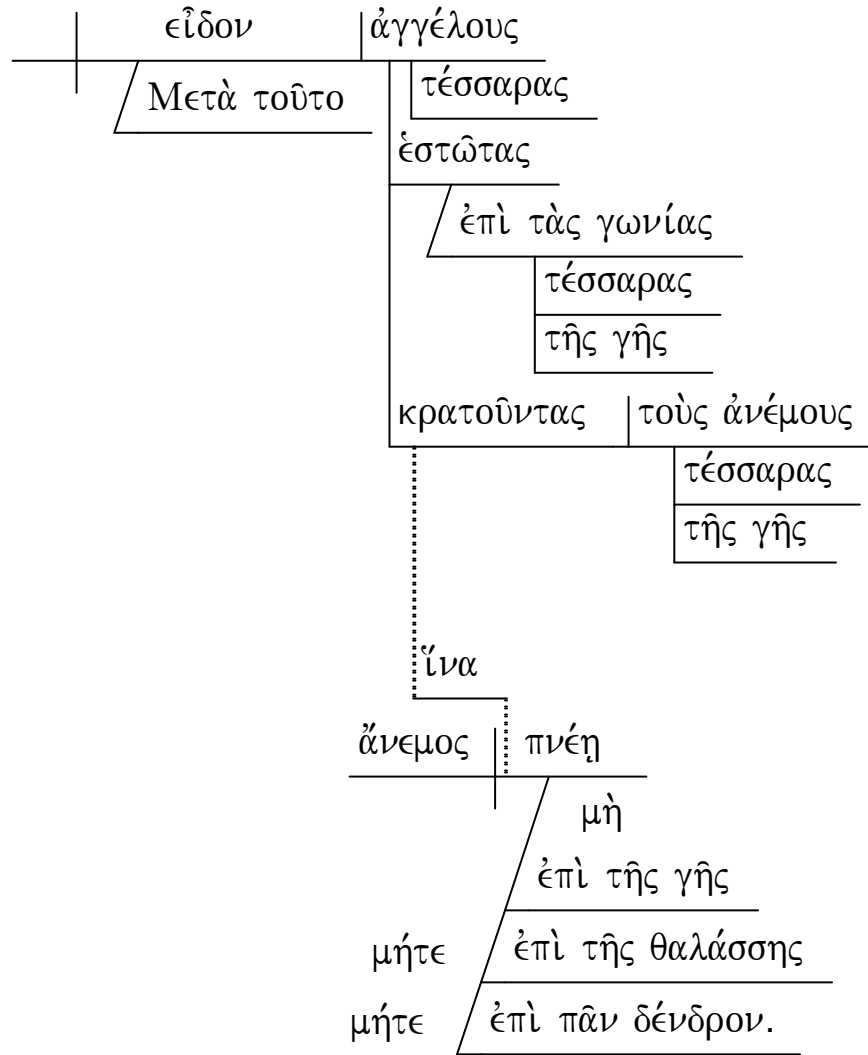 εἶδον ἀγγέλους
Μετὰ τοῦτο τέσσαρας
ἑστῶτας
ἐπὶ τὰς γωνίας
τέσσαρας
τῆς γῆς
κρατοῦντας τοὺς ἀνέμους
τέσσαρας
τῆς γῆς
ἵνα
ἄνεμος πνέῃ
μὴ
ἐπὶ τῆς γῆς
μήτε ἐπὶ τῆς θαλάσσης
μήτε ἐπὶ πᾶν δένδρον.